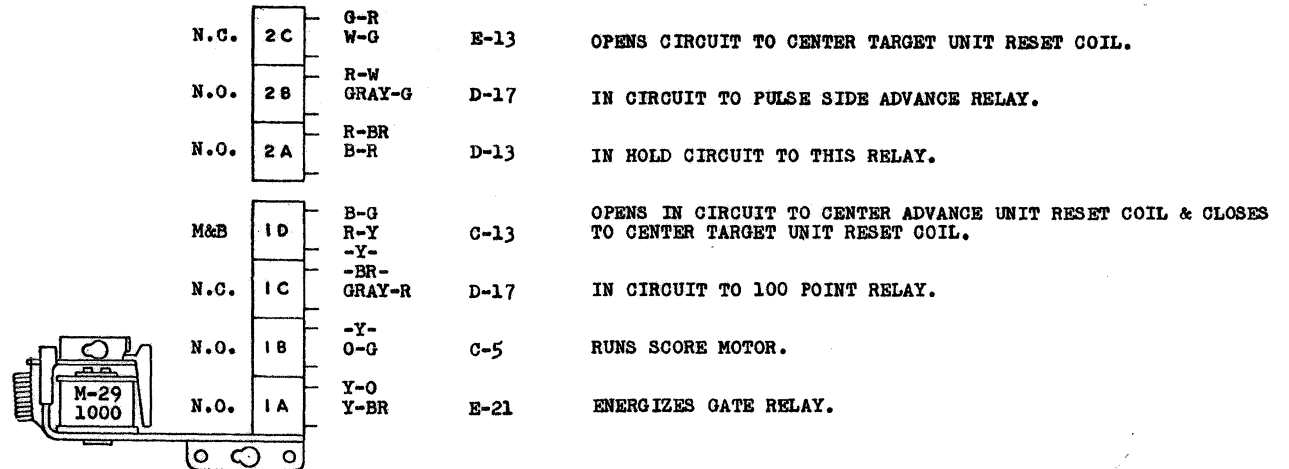 G-R
N.C. 2C W-G E-13 OPENS CIRCUIT TO CENTER TARGET UNIT RESET COIL.
R-W
N.O. 2B GRAY-G D-17 IN CIRCUIT TO PULSE SIDE ADVANCE RELAY.
R-BR
N.O. 2A B-R D-13 IN HOLD CIRCUIT TO THIS RELAY.
B-G OPENS IN CIRCUIT TO CENTER ADVANCE UNIT RESET COIL & CLOSES
M&B 1D R-Y C-13 TO CENTER TARGET UNIT RESET COIL.
-Y-
-BR-
N.C. 1C GRAY-R D-17 IN CIRCUIT TO 100 POINT RELAY.
-Y-
N.O. 1B O-G C-5 RUNS SCORE MOTOR.
Y-O
N.O. 1A Y-BR E-21 ENERGIZES GATE RELAY.
M-29
1000